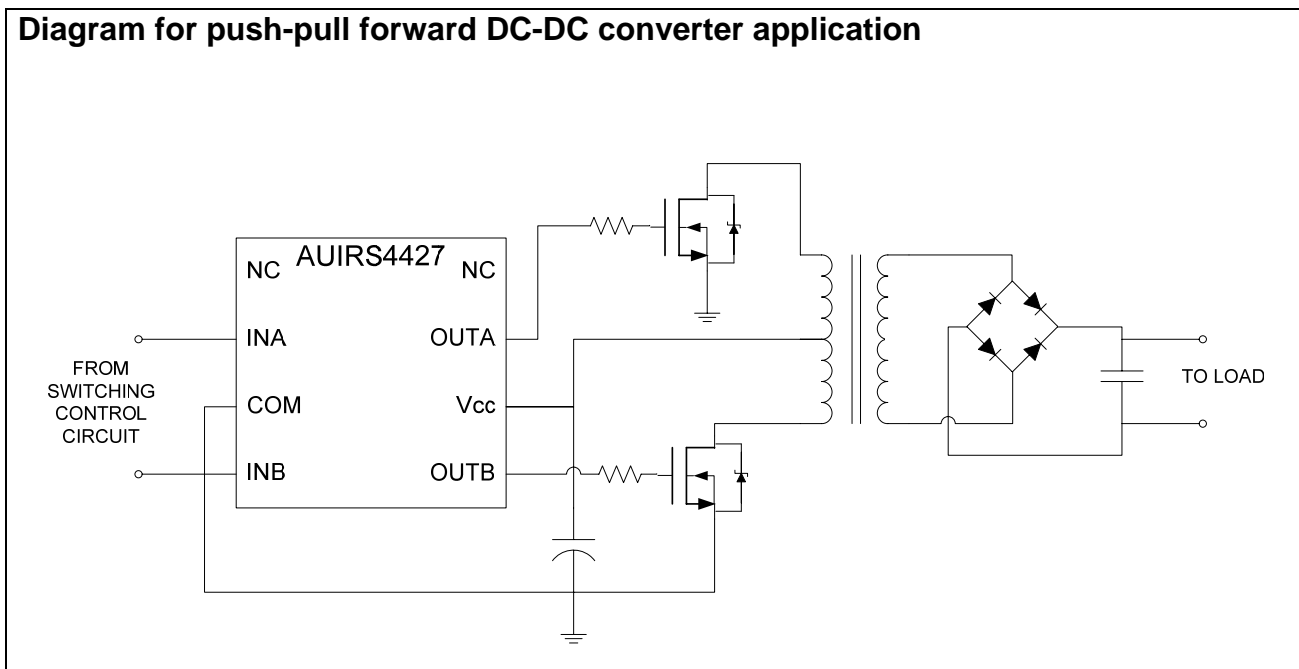 Diagram for push-pull forward DC-DC converter application
AUIRS4427
NC
NC
INA
OUTA
FROM
SWITCHING
CONTROL
CIRCUIT
COM
Vcc
INB
OUTB
TO LOAD